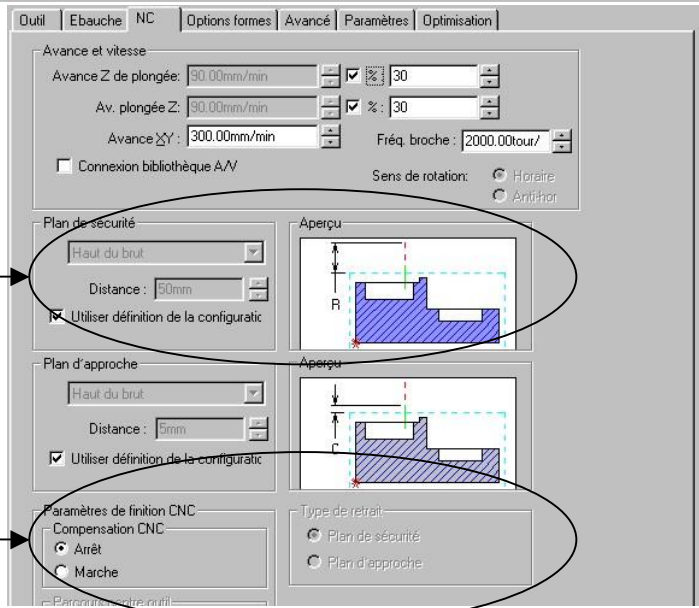 Outil Ebauche NC Options formes Avancé Paramètres Optimisation
Avance et vitesse
Avance Z de plongée: 90.00mm/min % : 30
Av. plongée Z: 90.00mm/min % : 30
Avance XY : 300.00mm/min Fréq. broche : 2000.00tour/
Connexion bibliothèque A/V Sens de rotation: Horaire
Anti-hor
Plan de sécurité Aperçu
Haut du brut
Distance : 50mm
R
Utiliser définition de la configuratic
Plan d'approche Aperçu
Haut du brut
Distance : 5mm
C
Utiliser définition de la configuratic
Paramètres de finition CNC Type de retrait
Compensation CNC Plan de sécurité
Arrêt
Marche Plan d'approche
Parcours centre outil